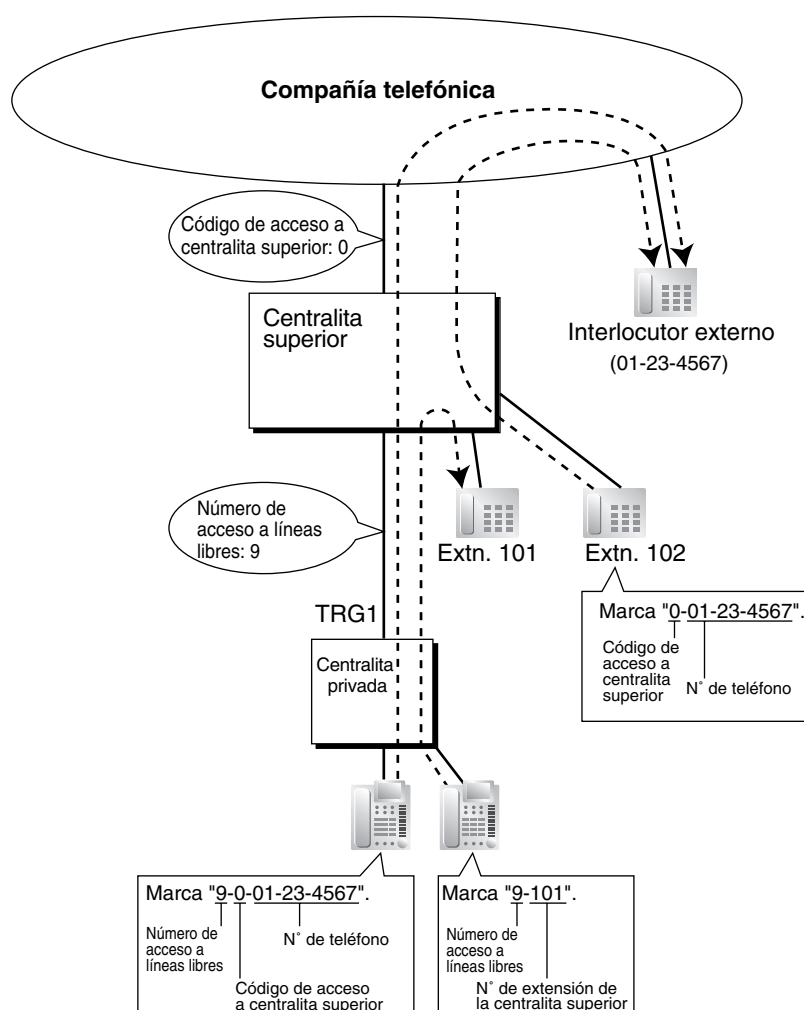 Compañía telefónica
Código de acceso a
centralita superior: 0
Centralita
superior
Interlocutor externo
(01-23-4567)
Número de
acceso a líneas
libres: 9
Extn. 101
Extn. 102
TRG1
Marca "0-01-23-4567".
Código de
acceso a
centralita
superior
N° de teléfono
Centralita
privada
Marca "9-0-01-23-4567".
Número de
acceso a
líneas libres
N° de teléfono
Código de acceso
a centralita superior
Marca "9-101".
Número de
acceso a
líneas libres
N° de extensión de
la centralita superior